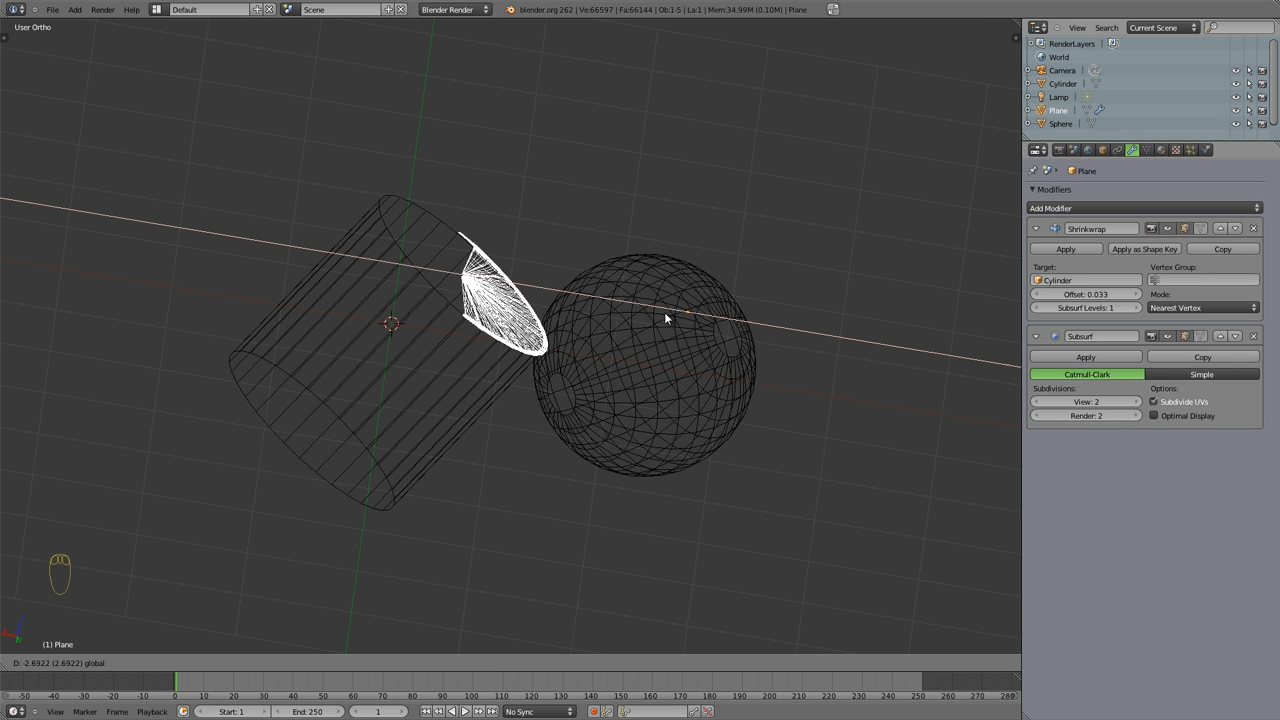 File Add Render Help Default Scene Blender Render blender.org 262 | Ve:66597 | Fa:66144 | Ob:1-5 | La:1 | Mem:34.99M (0.10M) | Plane
User Ortho
View Search Current Scene
RenderLayers |
World
Camera |
Cylinder |
Lamp |
Plane |
Sphere |
Plane
Modifiers
Add Modifier
Shrinkwrap
Apply Apply as Shape Key Copy
Target: Vertex Group:
Cylinder
Offset: 0.033 Mode:
Subsurf Levels: 1 Nearest Vertex
Subsurf
Apply Copy
Catmull-Clark Simple
Subdivisions: Options:
View: 2 Subdivide UVs
Render: 2 Optimal Display
(1) Plane
D: -2.6922 (2.6922) global
-50 -40 -30 -20 -10 0 10 20 30 40 50 60 70 80 90 100 110 120 130 140 150 160 170 180 190 200 210 220 230 240 250 260 270 280
View Marker Frame Playback Start: 1 End: 250 1 No Sync